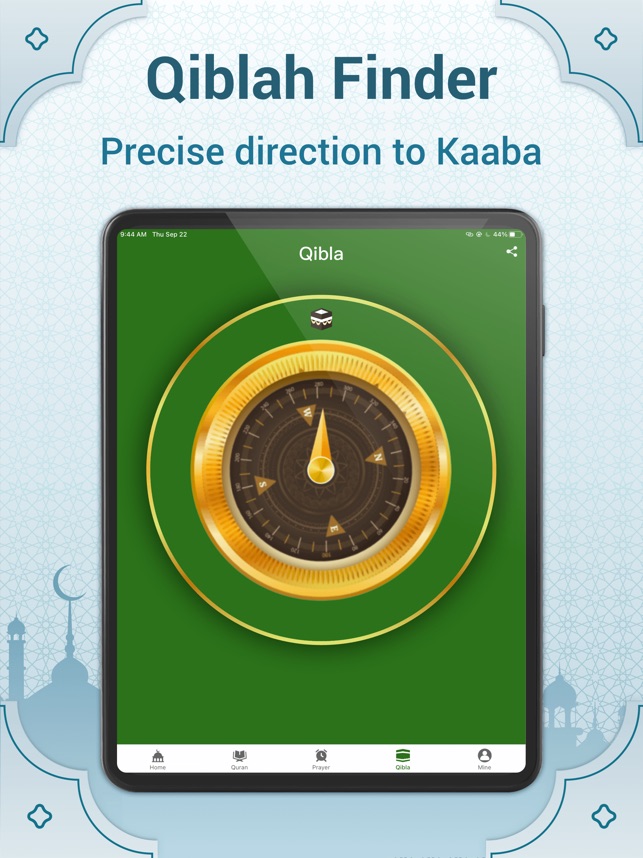 Qiblah Finder
Precise direction to Kaaba
9:44 AM Thu Sep 22
44%
Qibla
W
N
S
E
Home
Quran
Prayer
Qibla
Mine